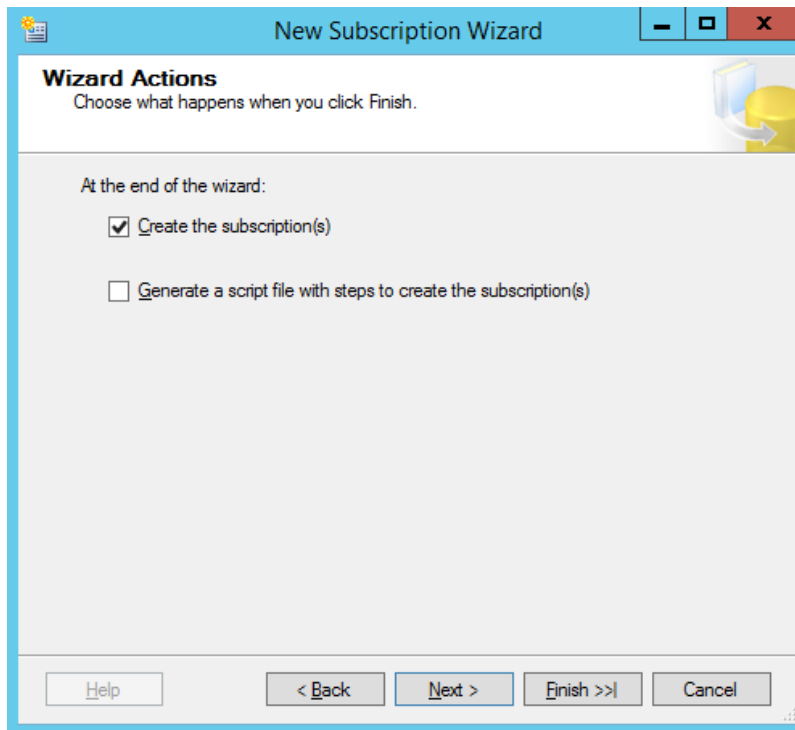 New Subscription Wizard
Wizard Actions
Choose what happens when you click Finish.
At the end of the wizard:
Create the subscription(s)
Generate a script file with steps to create the subscription(s)
Help < Back Next > Finish >>| Cancel